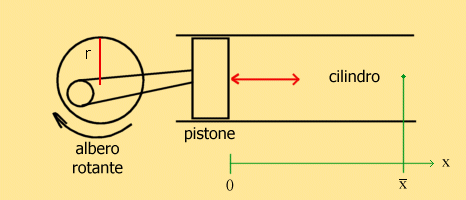 r
cilindro
pistone
albero
rotante
x
0
x̅